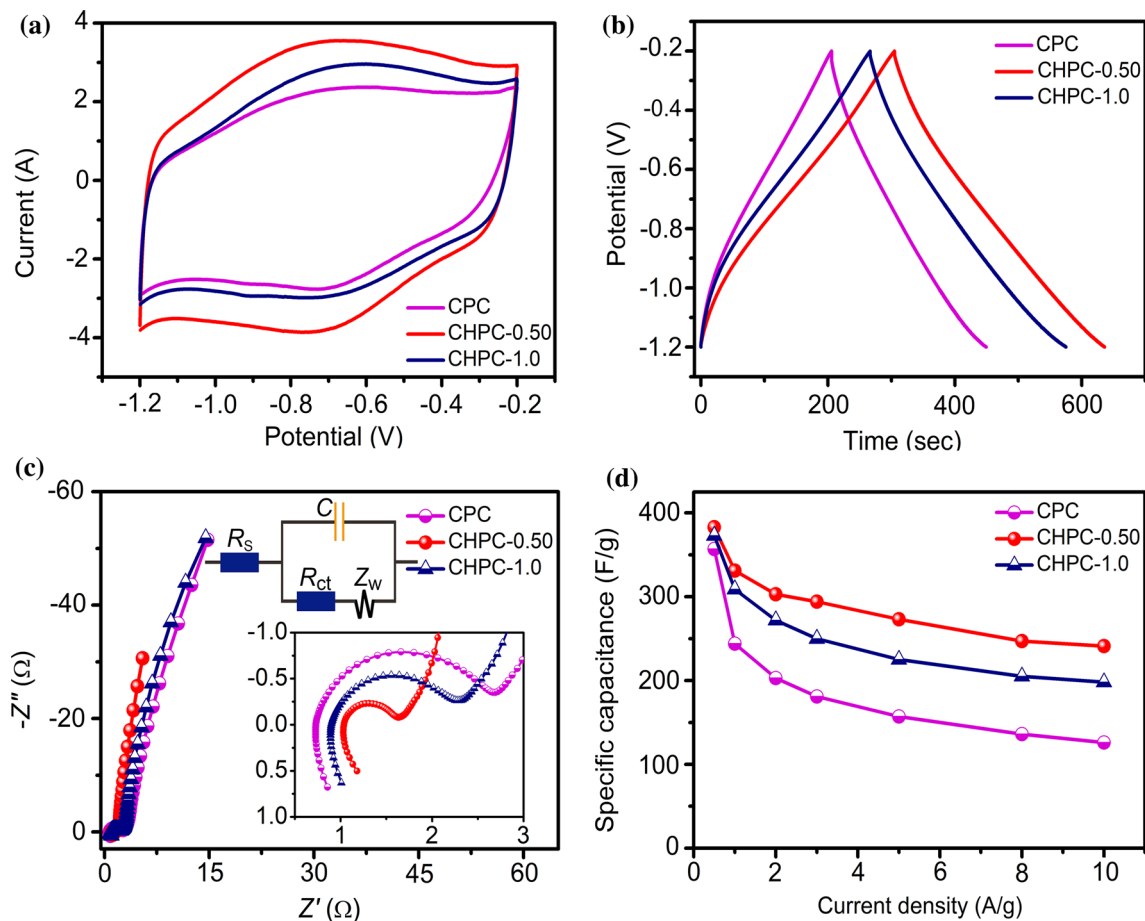 (a)
4
2
0
-2
-4
Current (A)
CPC
CHPC-0.50
CHPC-1.0
-1.2 -1.0 -0.8 -0.6 -0.4 -0.2
Potential (V)
(b)
-0.2
-0.4
-0.6
-0.8
-1.0
-1.2
Potential (V)
CPC
CHPC-0.50
CHPC-1.0
0 200 400 600
Time (sec)
(c)
-60
-40
-20
0
-Z″ (Ω)
C
Rs
Rct Zw
CPC
CHPC-0.50
CHPC-1.0
-1.0
-0.5
0.0
0.5
1.0
1 2 3
0 15 30 45 60
Z′ (Ω)
(d)
400
300
200
100
0
Specific capacitance (F/g)
CPC
CHPC-0.50
CHPC-1.0
0 2 4 6 8 10
Current density (A/g)